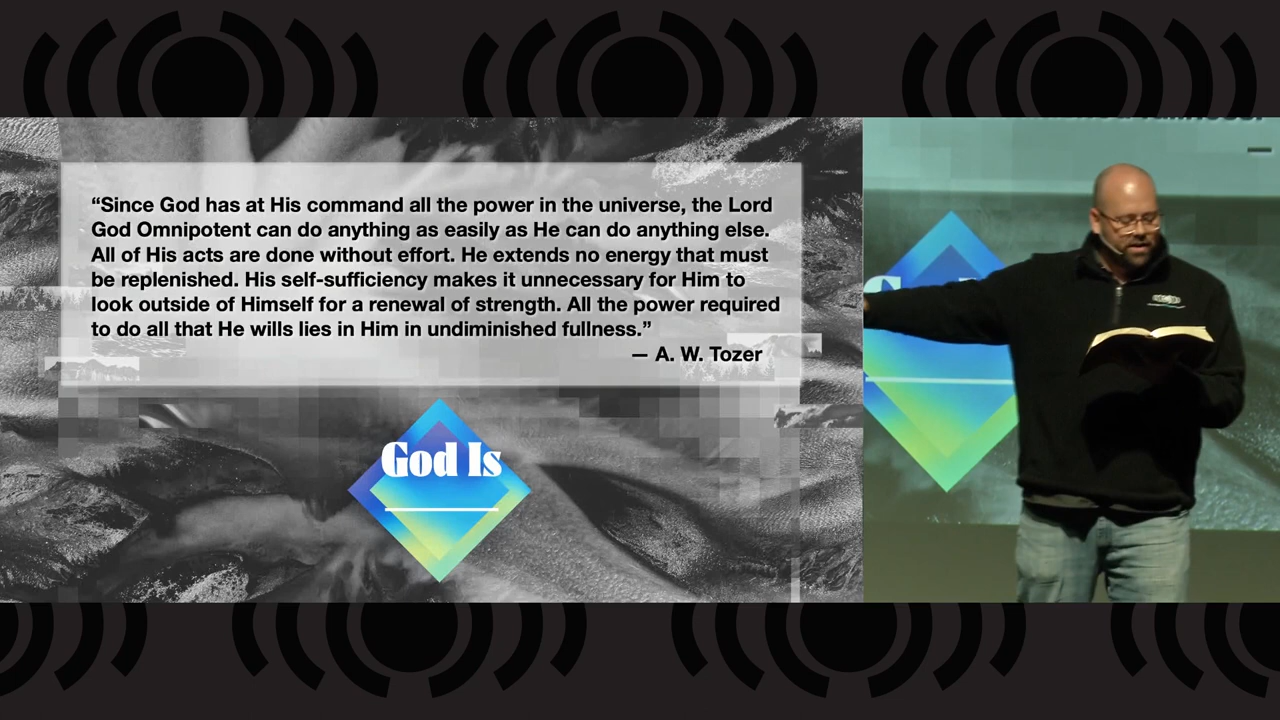 “Since God has at His command all the power in the universe, the Lord
God Omnipotent can do anything as easily as He can do anything else.
All of His acts are done without effort. He extends no energy that must
be replenished. His self-sufficiency makes it unnecessary for Him to
look outside of Himself for a renewal of strength. All the power required
to do all that He wills lies in Him in undiminished fullness.”
— A. W. Tozer
God Is